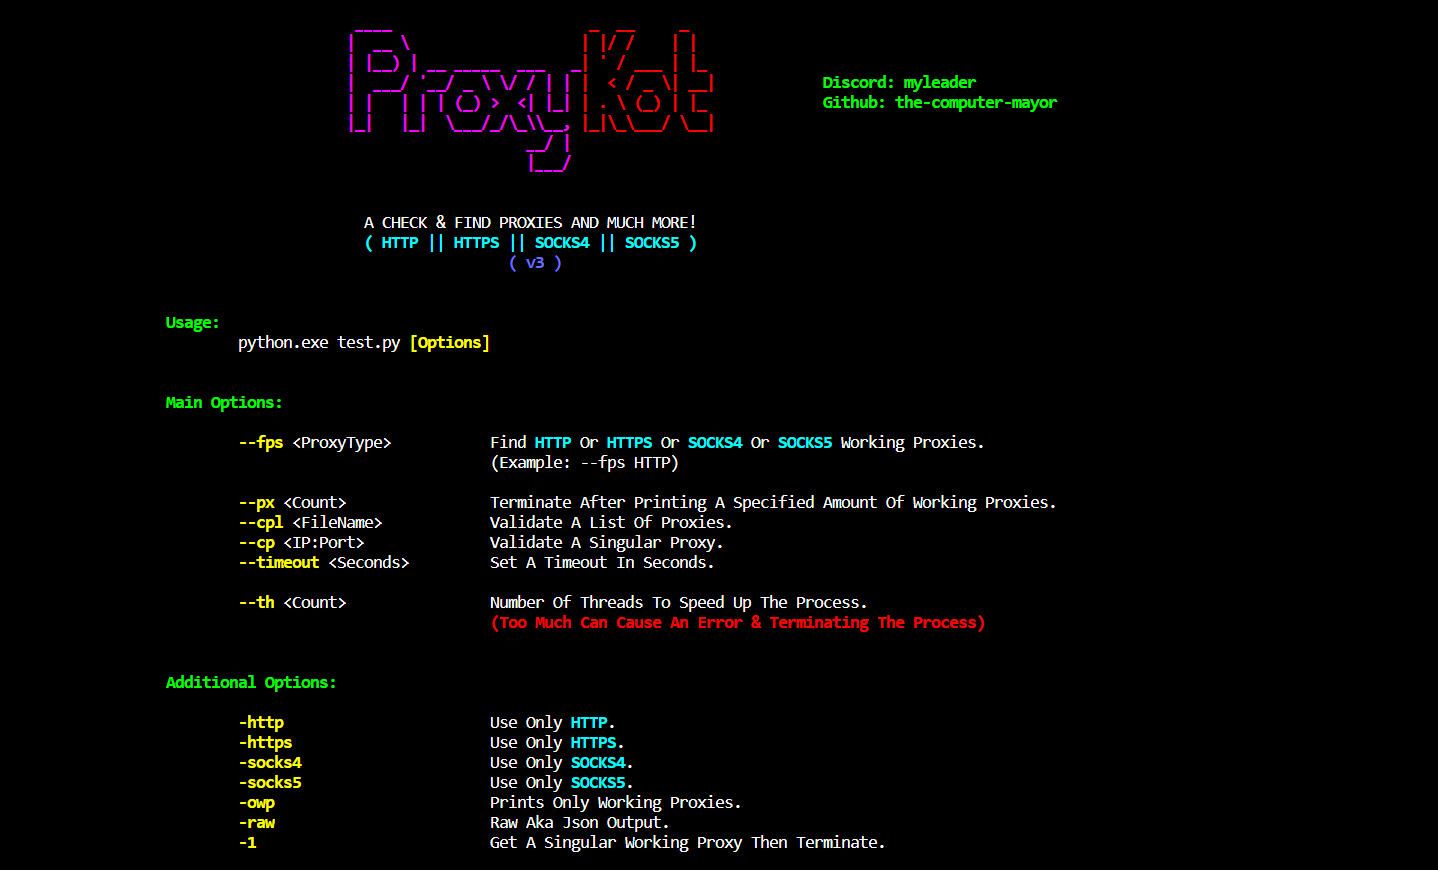 ProxyKot
Discord: myleader
Github: the-computer-mayor
A CHECK & FIND PROXIES AND MUCH MORE!
( HTTP || HTTPS || SOCKS4 || SOCKS5 )
( v3 )
Usage:
python.exe test.py [Options]
Main Options:
--fps <ProxyType> Find HTTP Or HTTPS Or SOCKS4 Or SOCKS5 Working Proxies.
(Example: --fps HTTP)
--px <Count> Terminate After Printing A Specified Amount Of Working Proxies.
--cpl <FileName> Validate A List Of Proxies.
--cp <IP:Port> Validate A Singular Proxy.
--timeout <Seconds> Set A Timeout In Seconds.
--th <Count> Number Of Threads To Speed Up The Process.
(Too Much Can Cause An Error & Terminating The Process)
Additional Options:
-http Use Only HTTP.
-https Use Only HTTPS.
-socks4 Use Only SOCKS4.
-socks5 Use Only SOCKS5.
-owp Prints Only Working Proxies.
-raw Raw Aka Json Output.
-1 Get A Singular Working Proxy Then Terminate.